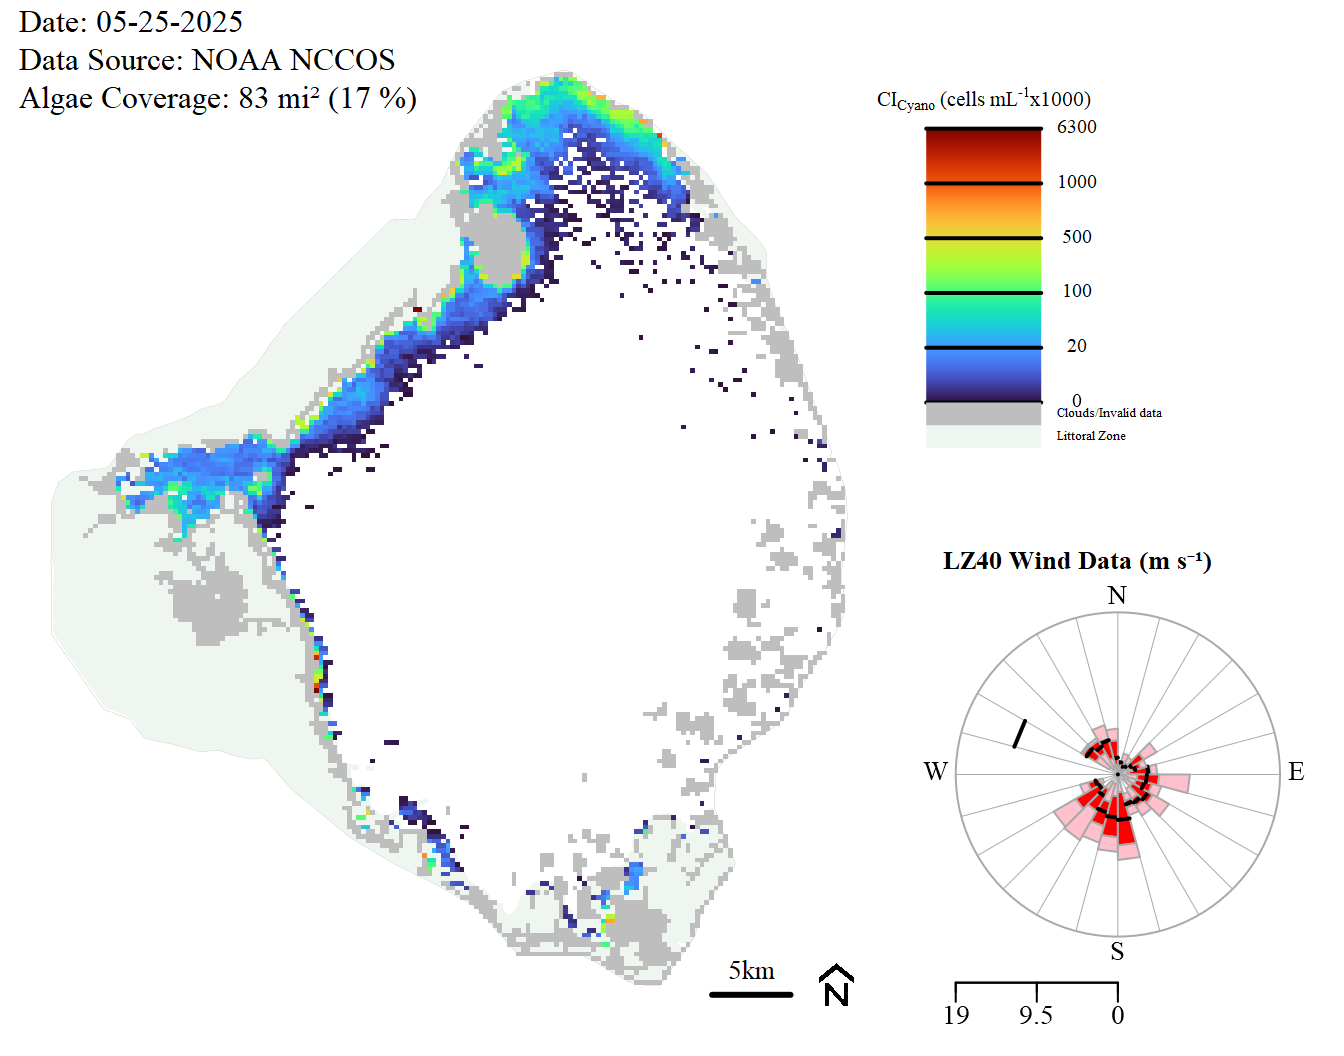 Date: 05-25-2025
Data Source: NOAA NCCOS
Algae Coverage: 83 mi² (17 %)
CICyano (cells mL-1x1000)
6300
1000
500
100
20
0
Clouds/Invalid data
Littoral Zone
LZ40 Wind Data (m s⁻¹)
N
W
E
S
5km
N
19 9.5 0